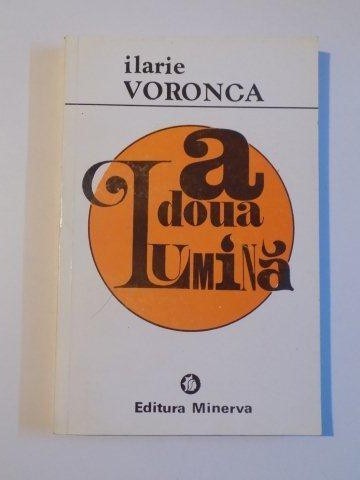 ilarie
VORONCA
a
doua
LUMINĂ
Editura Minerva